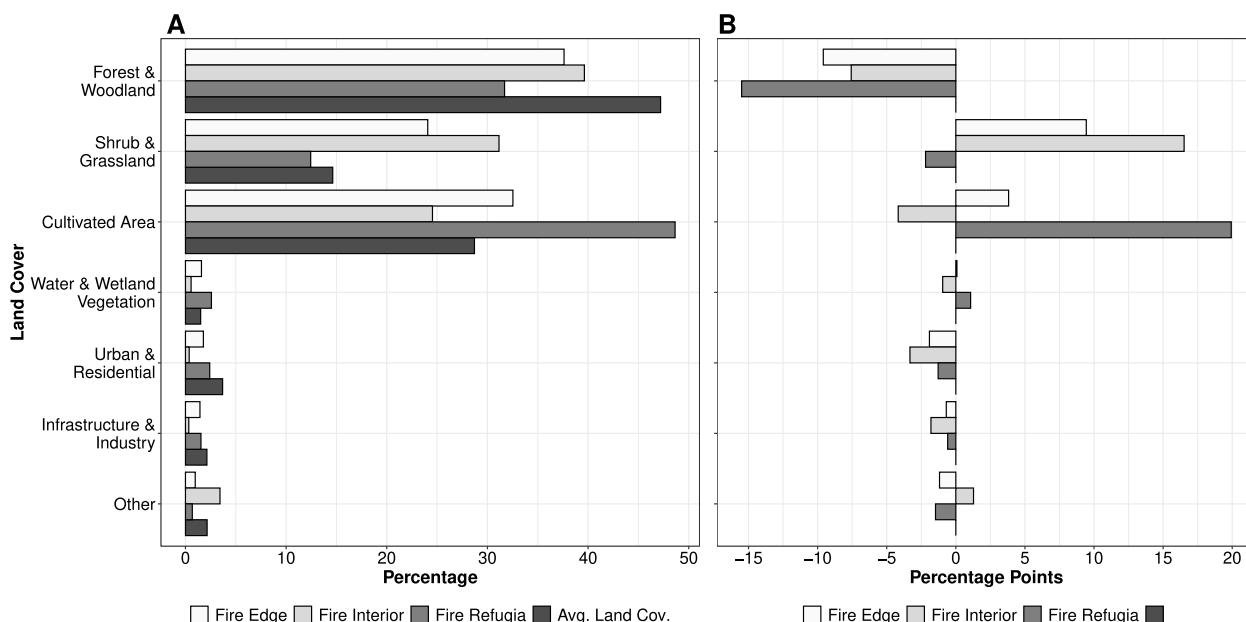 A
B
Land Cover
Forest &
Woodland
Shrub &
Grassland
Cultivated Area
Water & Wetland
Vegetation
Urban &
Residential
Infrastructure &
Industry
Other
0 10 20 30 40 50
Percentage
−15 −10 −5 0 5 10 15 20
Percentage Points
Fire Edge Fire Interior Fire Refugia Avg. Land Cov.
Fire Edge Fire Interior Fire Refugia